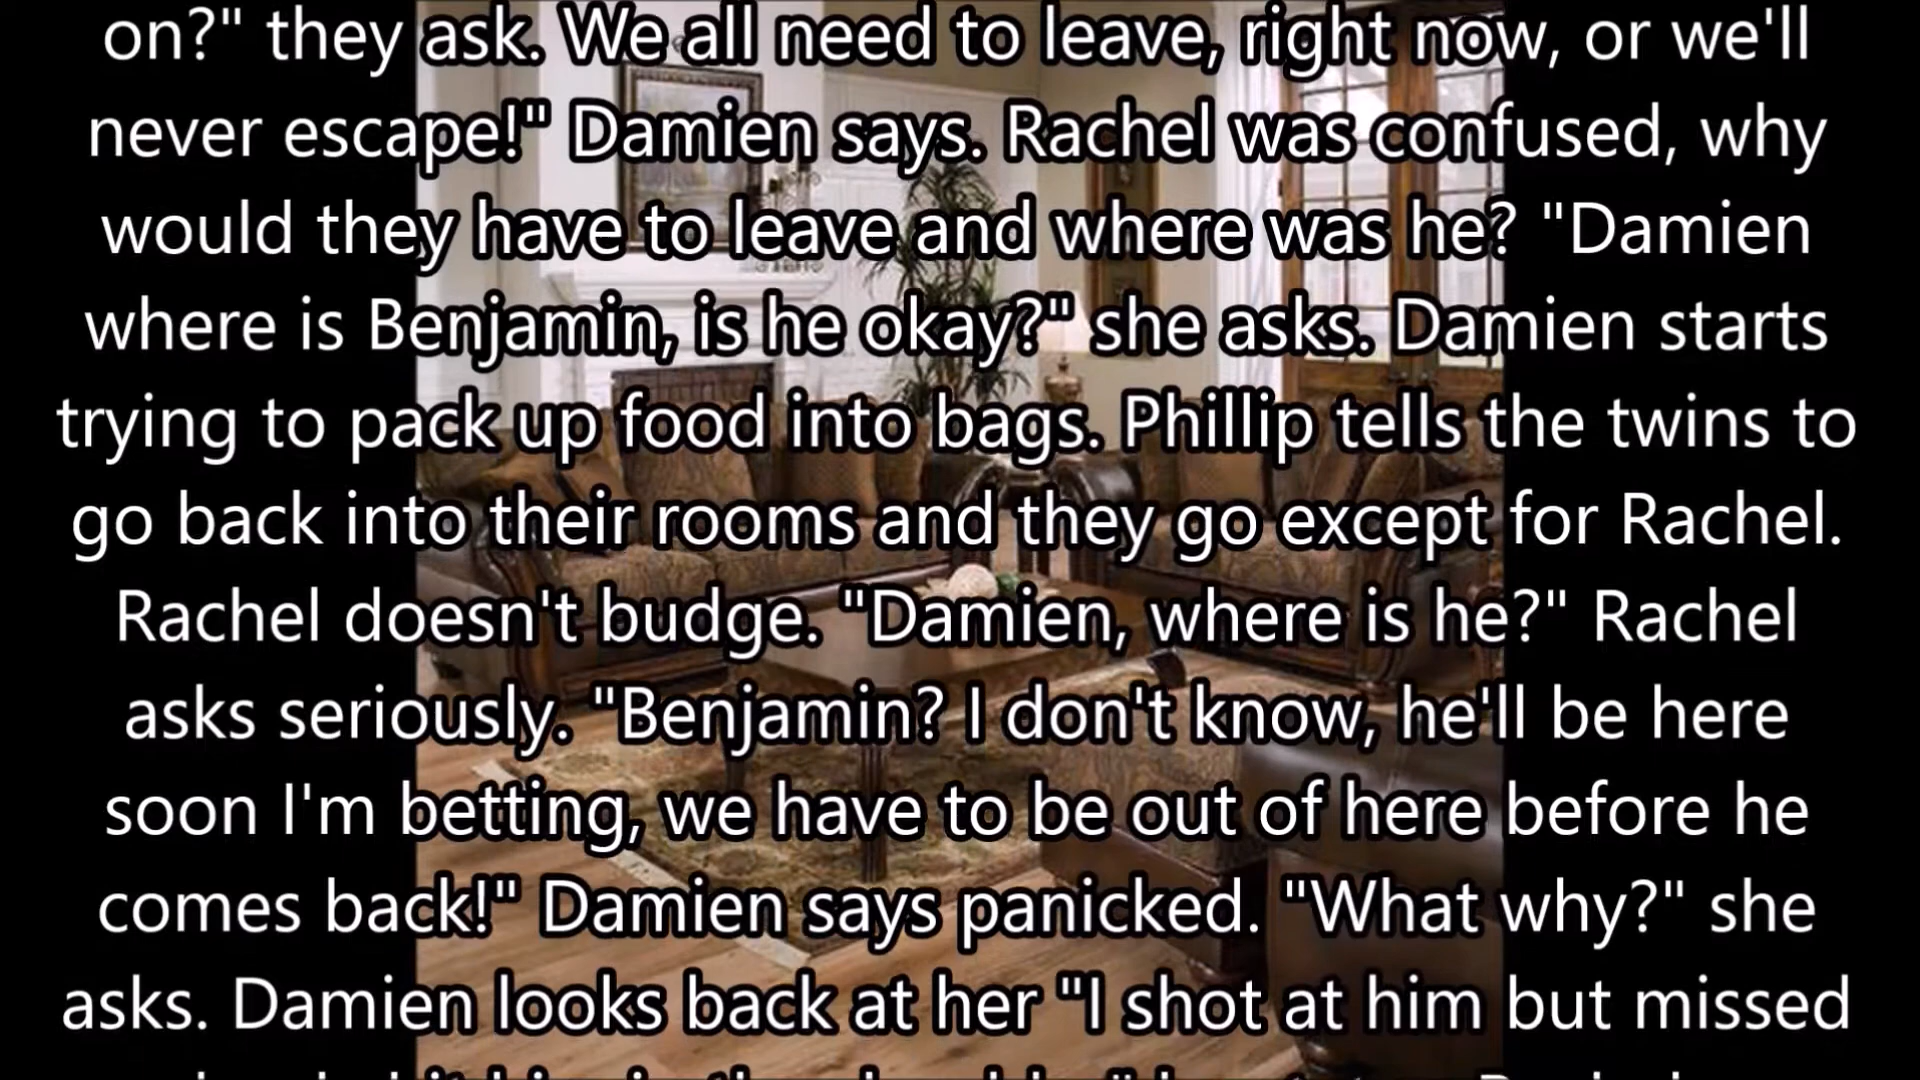 on?" they ask. We all need to leave, right now, or we'll
never escape!" Damien says. Rachel was confused, why
would they have to leave and where was he? "Damien
where is Benjamin, is he okay?" she asks. Damien starts
trying to pack up food into bags. Phillip tells the twins to
go back into their rooms and they go except for Rachel.
Rachel doesn't budge. "Damien, where is he?" Rachel
asks seriously. "Benjamin? I don't know, he'll be here
soon I'm betting, we have to be out of here before he
comes back!" Damien says panicked. "What why?" she
asks. Damien looks back at her "I shot at him but missed